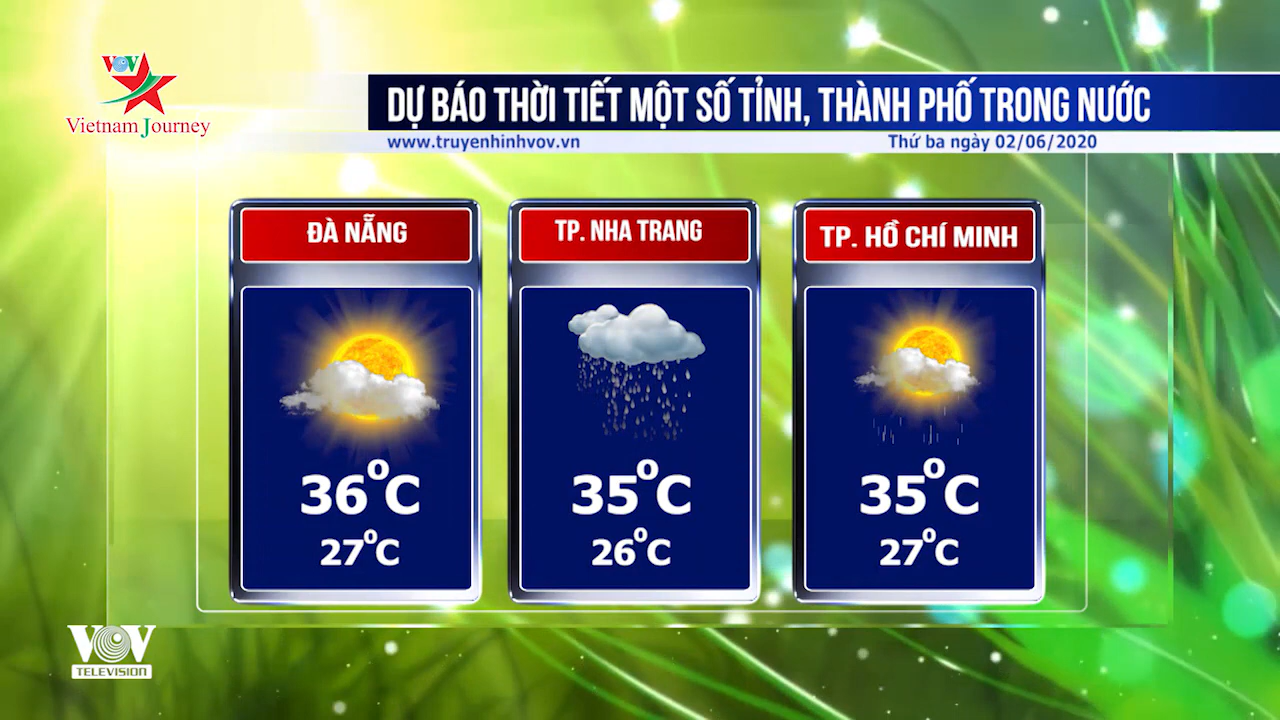 VOV
Vietnam Journey
DỰ BÁO THỜI TIẾT MỘT SỐ TỈNH, THÀNH PHỐ TRONG NƯỚC
www.truyenhinhvov.vn
Thứ ba ngày 02/06/2020
ĐÀ NẴNG
36°C
27°C
TP. NHA TRANG
35°C
26°C
TP. HỒ CHÍ MINH
35°C
27°C
VOV
TELEVISION